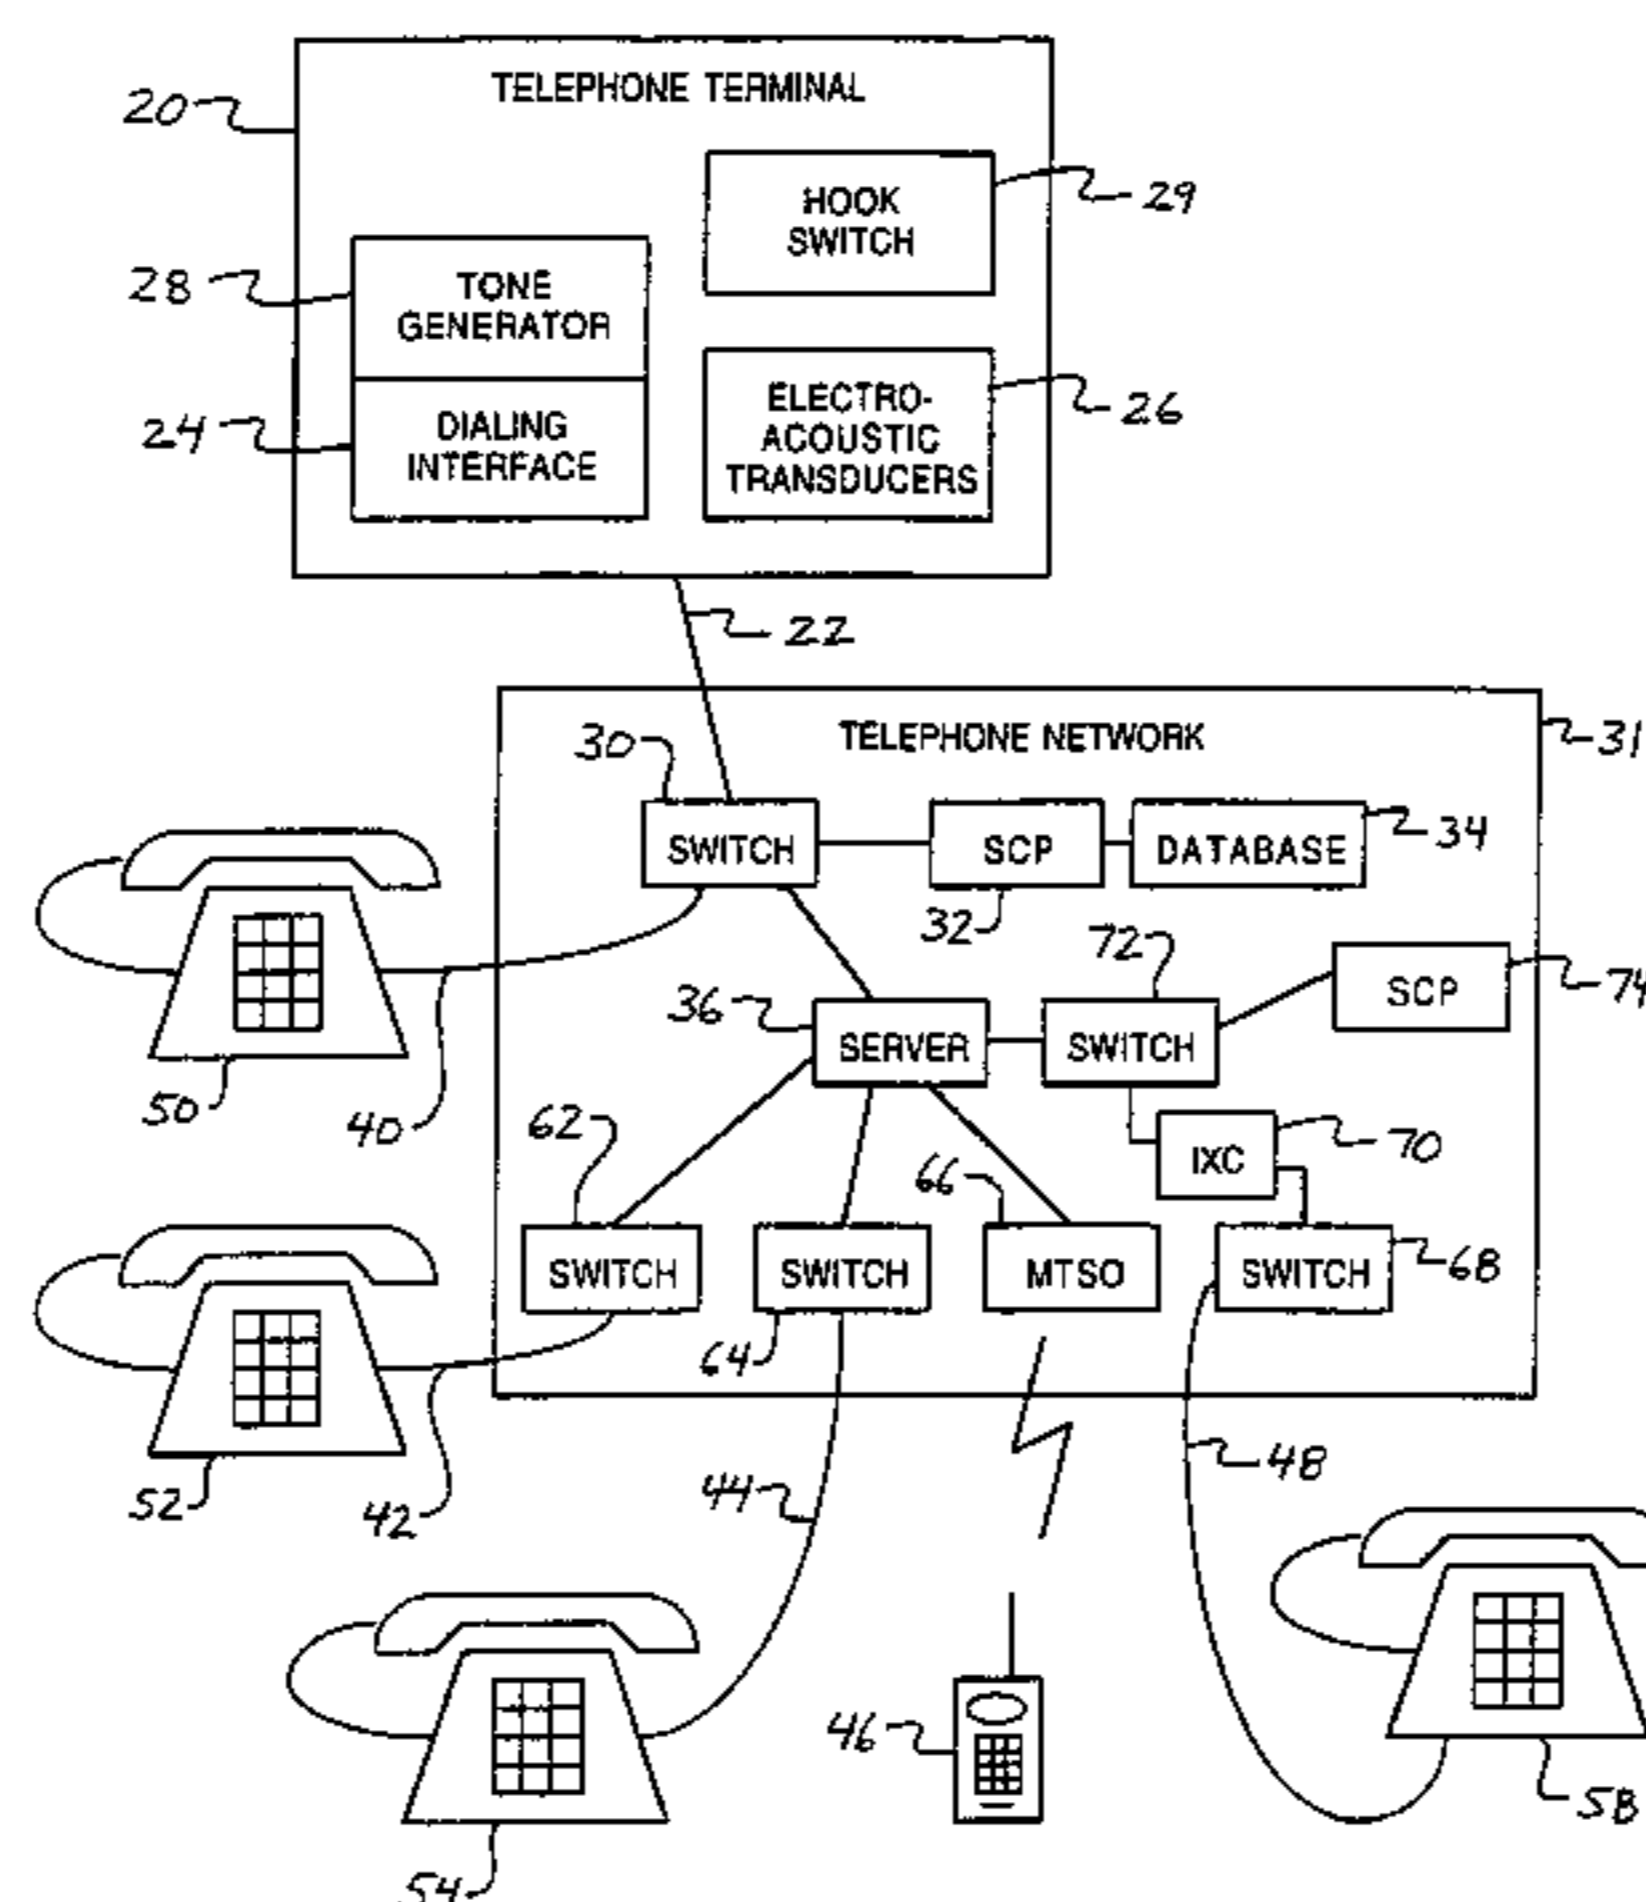 TELEPHONE TERMINAL
20
HOOK
SWITCH
29
28
TONE
GENERATOR
24
DIALING
INTERFACE
ELECTRO-
ACOUSTIC
TRANSDUCERS
26
22
TELEPHONE NETWORK
31
30
SWITCH
SCP
DATABASE
34
32
72
SCP
74
36
SERVER
SWITCH
50
40
62
66
IXC
70
SWITCH
SWITCH
MTSO
SWITCH
68
64
52
42
44
48
46
58
54